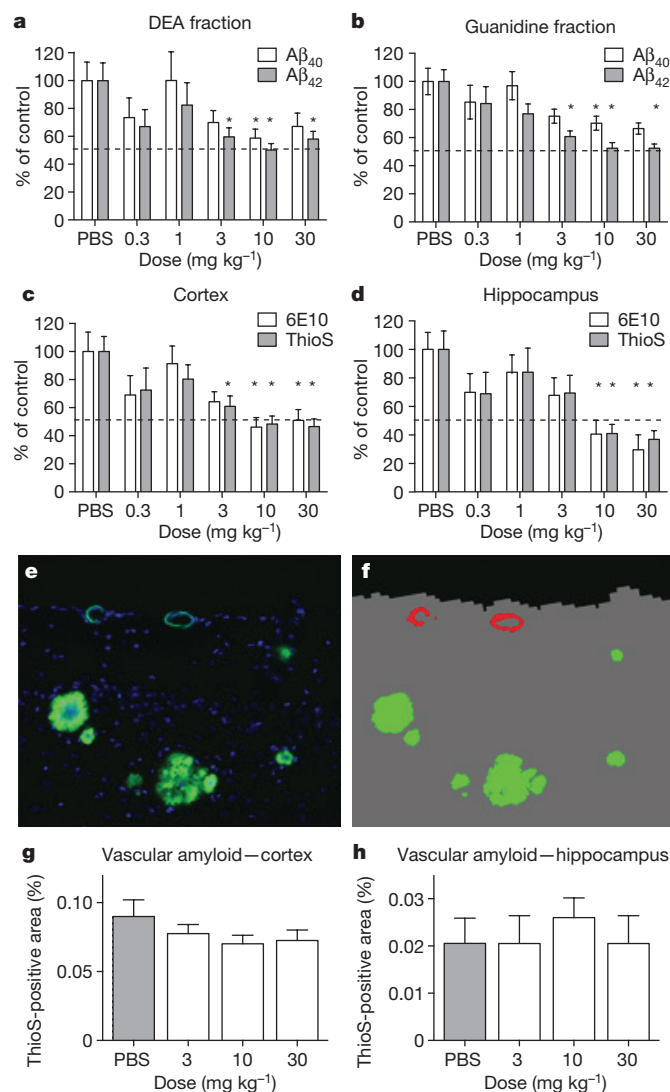 a
DEA fraction
% of control
120
100
80
60
40
20
0
Aβ40
Aβ42
* * * *
PBS 0.3 1 3 10 30
Dose (mg kg−1)
b
Guanidine fraction
% of control
120
100
80
60
40
20
0
Aβ40
Aβ42
* * * *
PBS 0.3 1 3 10 30
Dose (mg kg−1)
c
Cortex
% of control
120
100
80
60
40
20
0
6E10
ThioS
* * * * *
PBS 0.3 1 3 10 30
Dose (mg kg−1)
d
Hippocampus
% of control
120
100
80
60
40
20
0
6E10
ThioS
* * * *
PBS 0.3 1 3 10 30
Dose (mg kg−1)
e
f
g
Vascular amyloid—cortex
ThioS-positive area (%)
0.10
0.05
0
PBS 3 10 30
Dose (mg kg−1)
h
Vascular amyloid—hippocampus
ThioS-positive area (%)
0.03
0.02
0.01
0
PBS 3 10 30
Dose (mg kg−1)